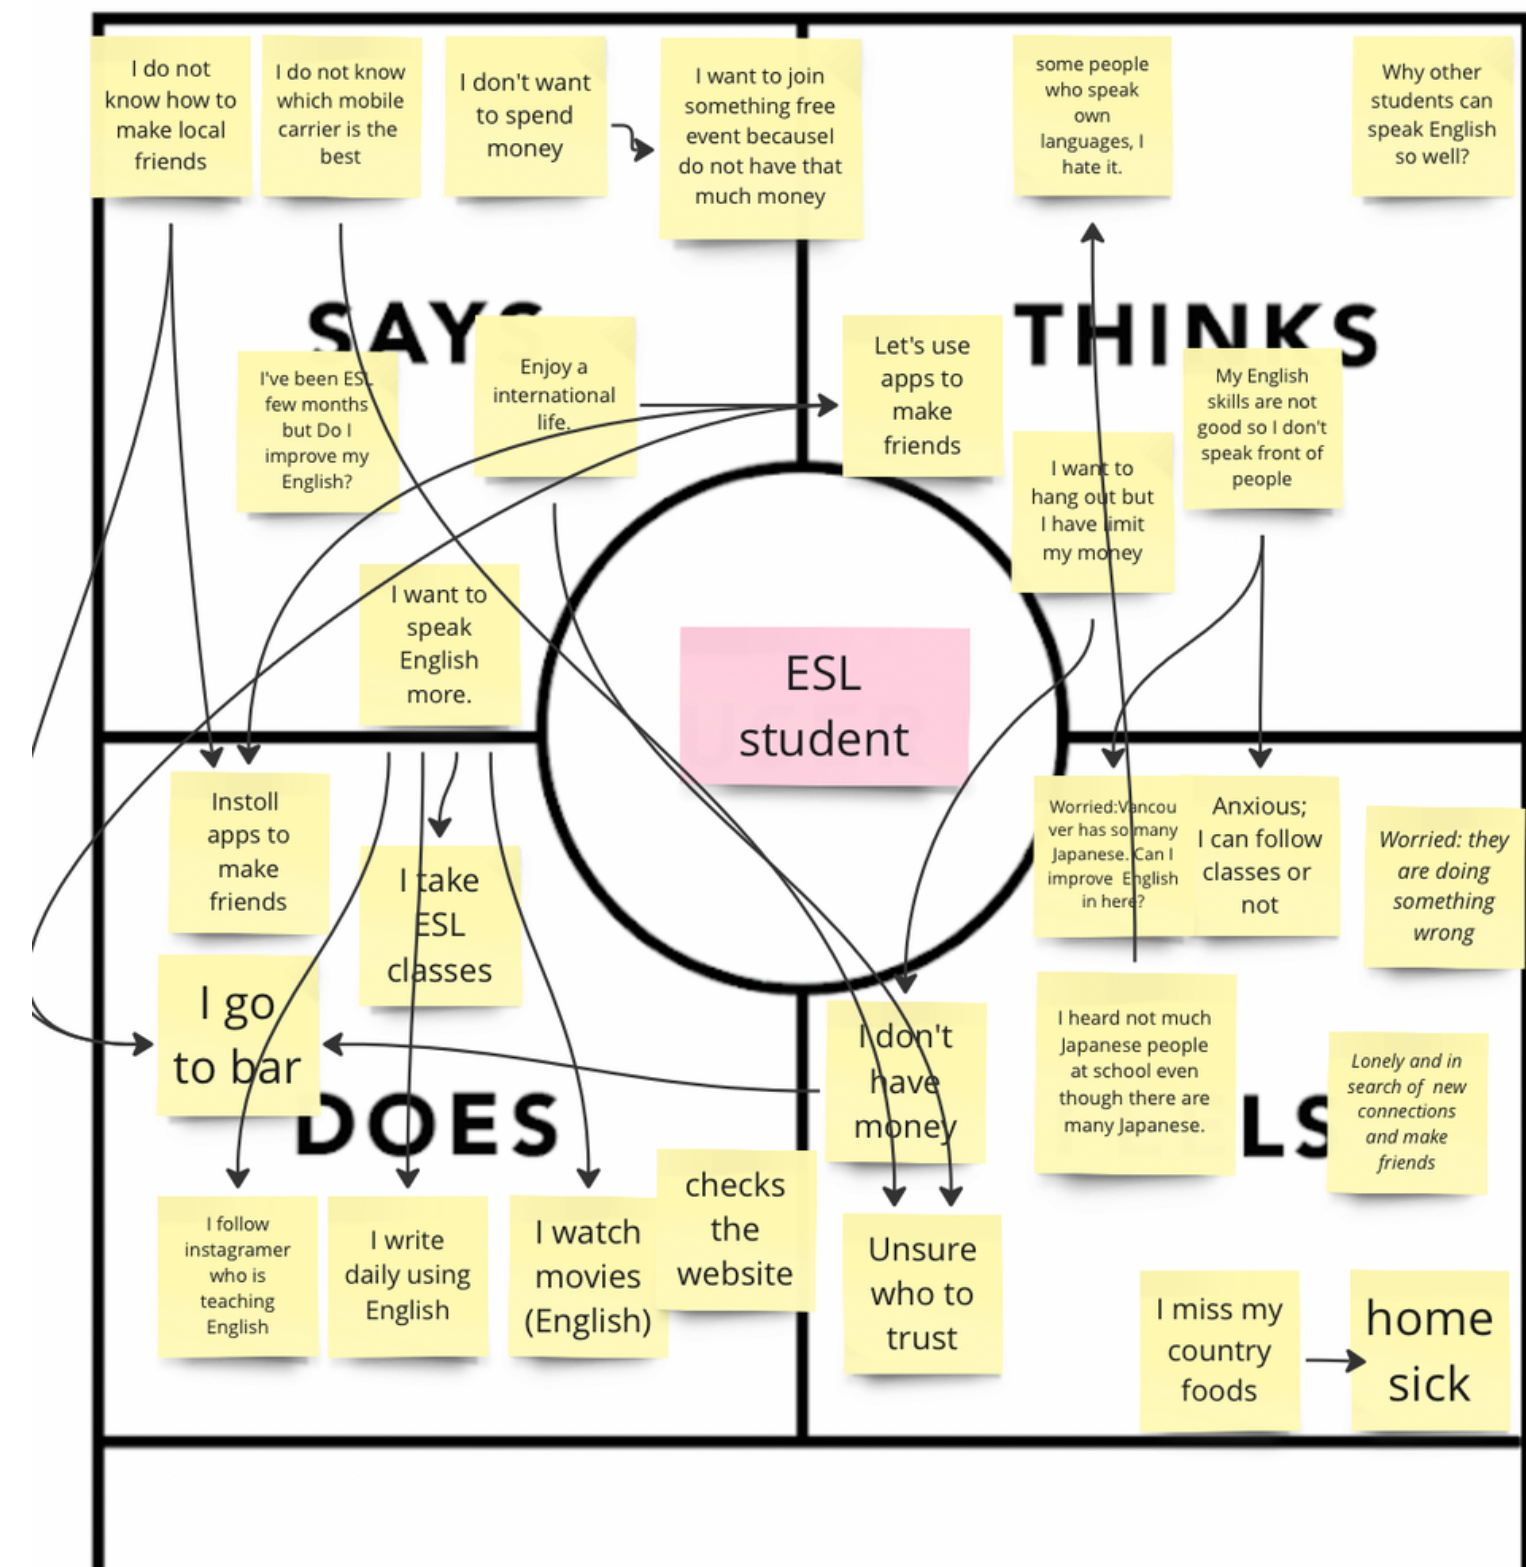 I do not
know how to
make local
friends
I do not know
which mobile
carrier is the
best
I don't want
to spend
money
I want to join
something free
event becauseI
do not have that
much money
some people
who speak
own
languages, I
hate it.
Why other
students can
speak English
so well?
SAYS
THINKS
I've been ESL
few months
but Do I
improve my
English?
Enjoy a
international
life.
Let's use
apps to
make
friends
My English
skills are not
good so I don't
speak front of
people
I want to
hang out but
I have limit
my money
I want to
speak
English
more.
ESL
student
Instoll
apps to
make
friends
I take
ESL
classes
Worried:Vancou
ver has so many
Japanese. Can I
improve English
in here?
Anxious;
I can follow
classes or
not
Worried: they
are doing
something
wrong
I go
to bar
I don't
have
money
I heard not much
Japanese people
at school even
though there are
many Japanese.
Lonely and in
search of new
connections
and make
friends
DOES
LS
I follow
instagramer
who is
teaching
English
I write
daily using
English
I watch
movies
(English)
checks
the
website
Unsure
who to
trust
I miss my
country
foods
home
sick